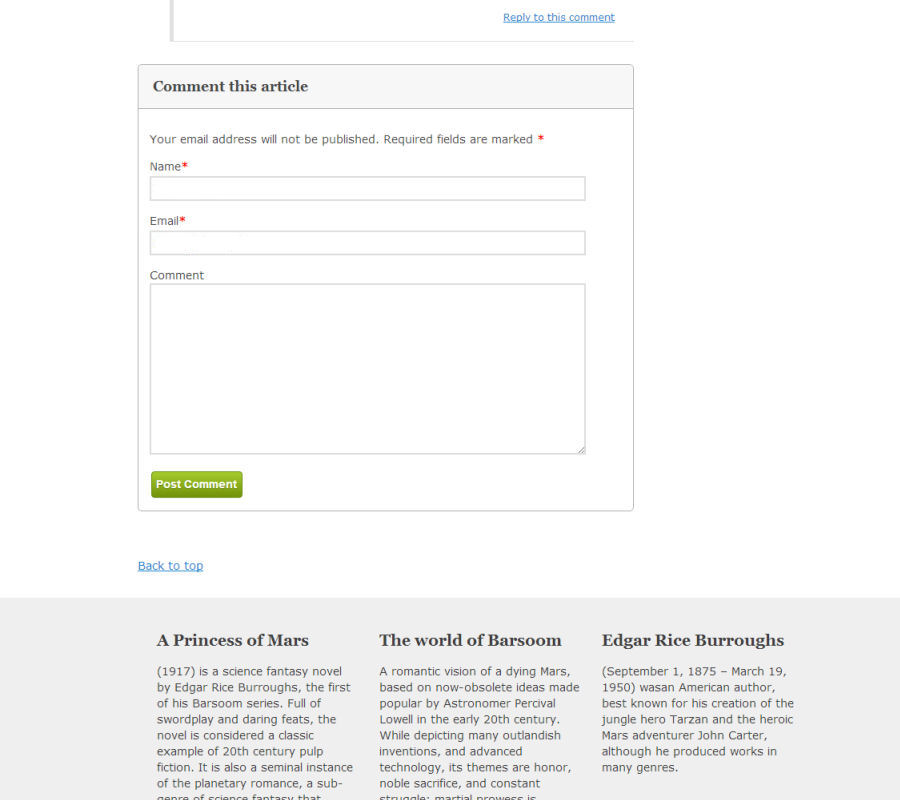 Reply to this comment
Comment this article
Your email address will not be published. Required fields are marked *
Name*
Email*
Comment
Post Comment
Back to top
A Princess of Mars
(1917) is a science fantasy novel
by Edgar Rice Burroughs, the first
of his Barsoom series. Full of
swordplay and daring feats, the
novel is considered a classic
example of 20th century pulp
fiction. It is also a seminal instance
of the planetary romance, a sub-
genre of science fantasy that
The world of Barsoom
A romantic vision of a dying Mars,
based on now-obsolete ideas made
popular by Astronomer Percival
Lowell in the early 20th century.
While depicting many outlandish
inventions, and advanced
technology, its themes are honor,
noble sacrifice, and constant
struggle; martial prowess is
Edgar Rice Burroughs
(September 1, 1875 – March 19,
1950) wasan American author,
best known for his creation of the
jungle hero Tarzan and the heroic
Mars adventurer John Carter,
although he produced works in
many genres.